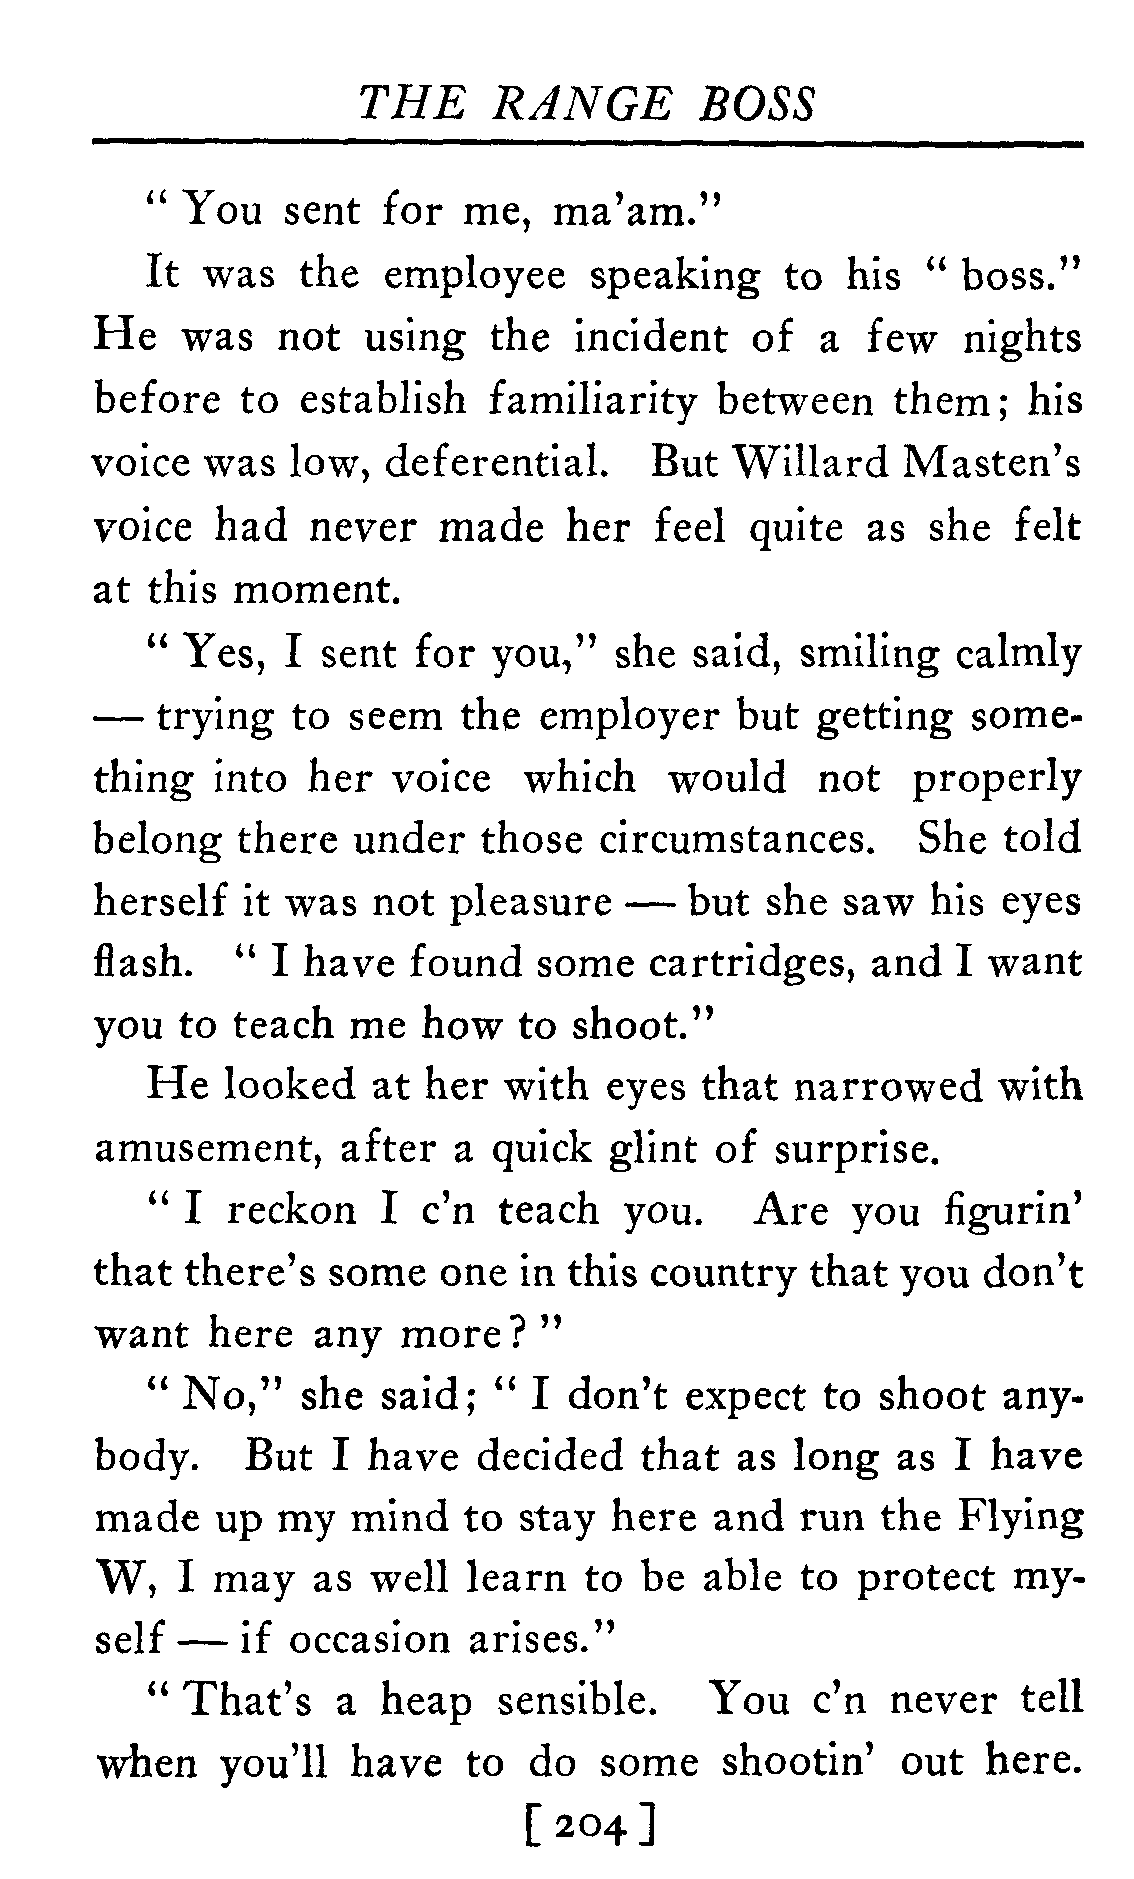 THE RANGE BOSS
“ You sent for me, ma’am.”
It was the employee speaking to his “ boss.”
He was not using the incident of a few nights
before to establish familiarity between them; his
voice was low, deferential. But Willard Masten’s
voice had never made her feel quite as she felt
at this moment.
“ Yes, I sent for you,” she said, smiling calmly
— trying to seem the employer but getting some-
thing into her voice which would not properly
belong there under those circumstances. She told
herself it was not pleasure — but she saw his eyes
flash. “ I have found some cartridges, and I want
you to teach me how to shoot.”
He looked at her with eyes that narrowed with
amusement, after a quick glint of surprise.
“ I reckon I c’n teach you. Are you figurin’
that there’s some one in this country that you don’t
want here any more? ”
“ No,” she said; “ I don’t expect to shoot any-
body. But I have decided that as long as I have
made up my mind to stay here and run the Flying
W, I may as well learn to be able to protect my-
self — if occasion arises.”
“ That’s a heap sensible. You c’n never tell
when you’ll have to do some shootin’ out here.
[ 204 ]